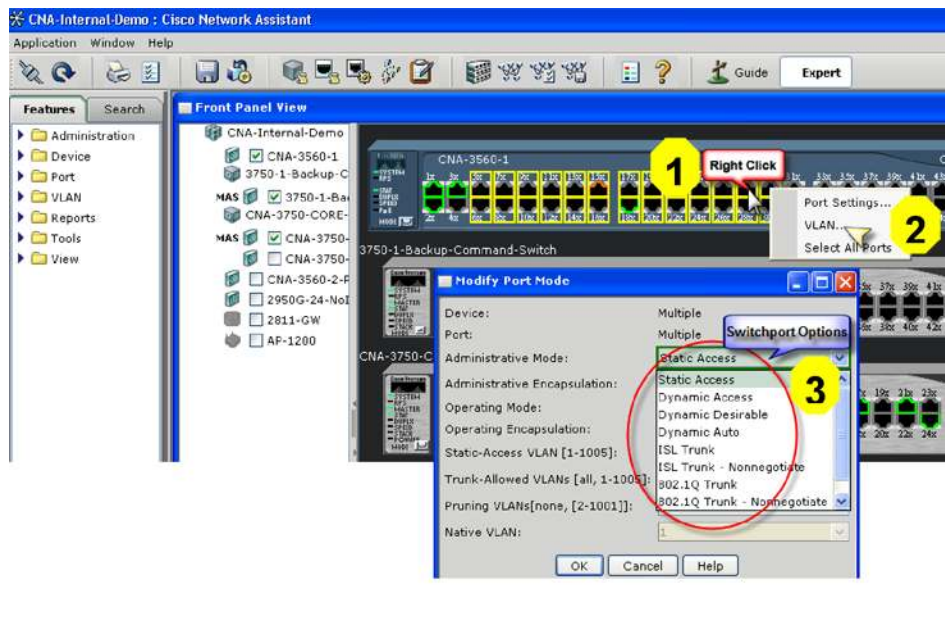 CNA-Internal-Demo : Cisco Network Assistant
Application Window Help
Guide
Expert
Features
Search
Administration
Device
Port
VLAN
Reports
Tools
View
Front Panel View
CNA-Internal-Demo
CNA-3560-1
3750-1-Backup-C
MAS 3750-1-Ba
CNA-3750-CORE-
MAS CNA-3750-
CNA-3750-
CNA-3560-2-P
2950G-24-NoI
2811-GW
AP-1200
CNA-3560-1
1
Right Click
Port Settings...
VLAN...
Select All Ports
2
3750-1-Backup-Command-Switch
CNA-3750-C
Modify Port Mode
Device: Multiple
Port: Multiple
Switchport Options
Administrative Mode: Static Access
Administrative Encapsulation:
Operating Mode:
Operating Encapsulation:
Static-Access VLAN [1-1005]:
Trunk-Allowed VLANs [all, 1-1005]:
Pruning VLANs[none, [2-1001]]:
Native VLAN: 1
Static Access
Dynamic Access
Dynamic Desirable
Dynamic Auto
ISL Trunk
ISL Trunk - Nonnegotiate
802.1Q Trunk
802.1Q Trunk - Nonnegotiate
3
OK Cancel Help